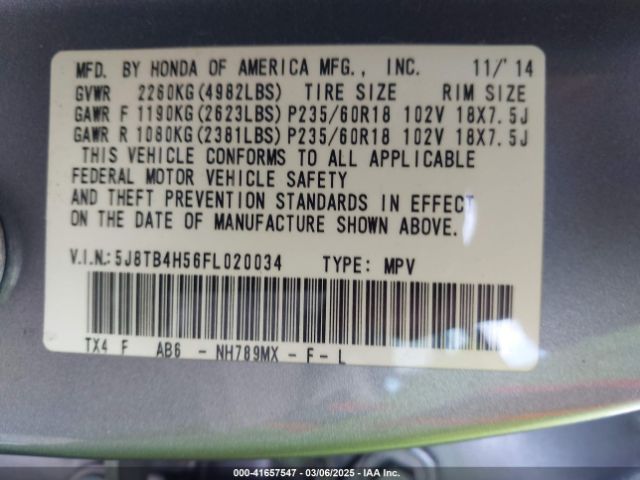 MFD. BY HONDA OF AMERICA MFG., INC. 11/'14
GVWR 2260KG(4982LBS) TIRE SIZE RIM SIZE
GAWR F 1190KG(2623LBS) P235/60R18 102V 18X7.5J
GAWR R 1080KG(2381LBS) P235/60R18 102V 18X7.5J
THIS VEHICLE CONFORMS TO ALL APPLICABLE
FEDERAL MOTOR VEHICLE SAFETY
AND THEFT PREVENTION STANDARDS IN EFFECT
ON THE DATE OF MANUFACTURE SHOWN ABOVE.
V.I.N.: 5J8TB4H56FL020034 TYPE: MPV
TX4 F AB6 - NH789MX - F - L
000-41657547 | 03/06/2025 - IAA Inc.